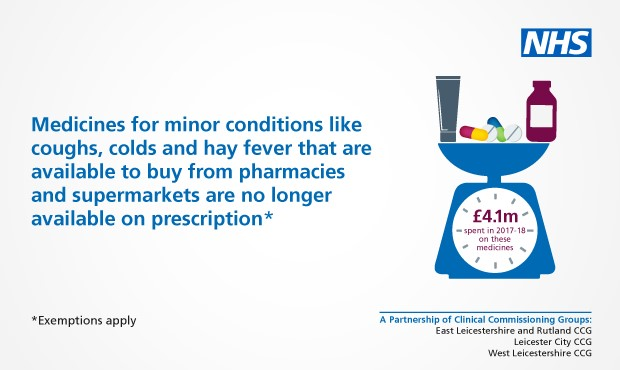 NHS
Medicines for minor conditions like
coughs, colds and hay fever that are
available to buy from pharmacies
and supermarkets are no longer
available on prescription*
£4.1m
spent in 2017-18
on these
medicines
*Exemptions apply
A Partnership of Clinical Commissioning Groups:
East Leicestershire and Rutland CCG
Leicester City CCG
West Leicestershire CCG